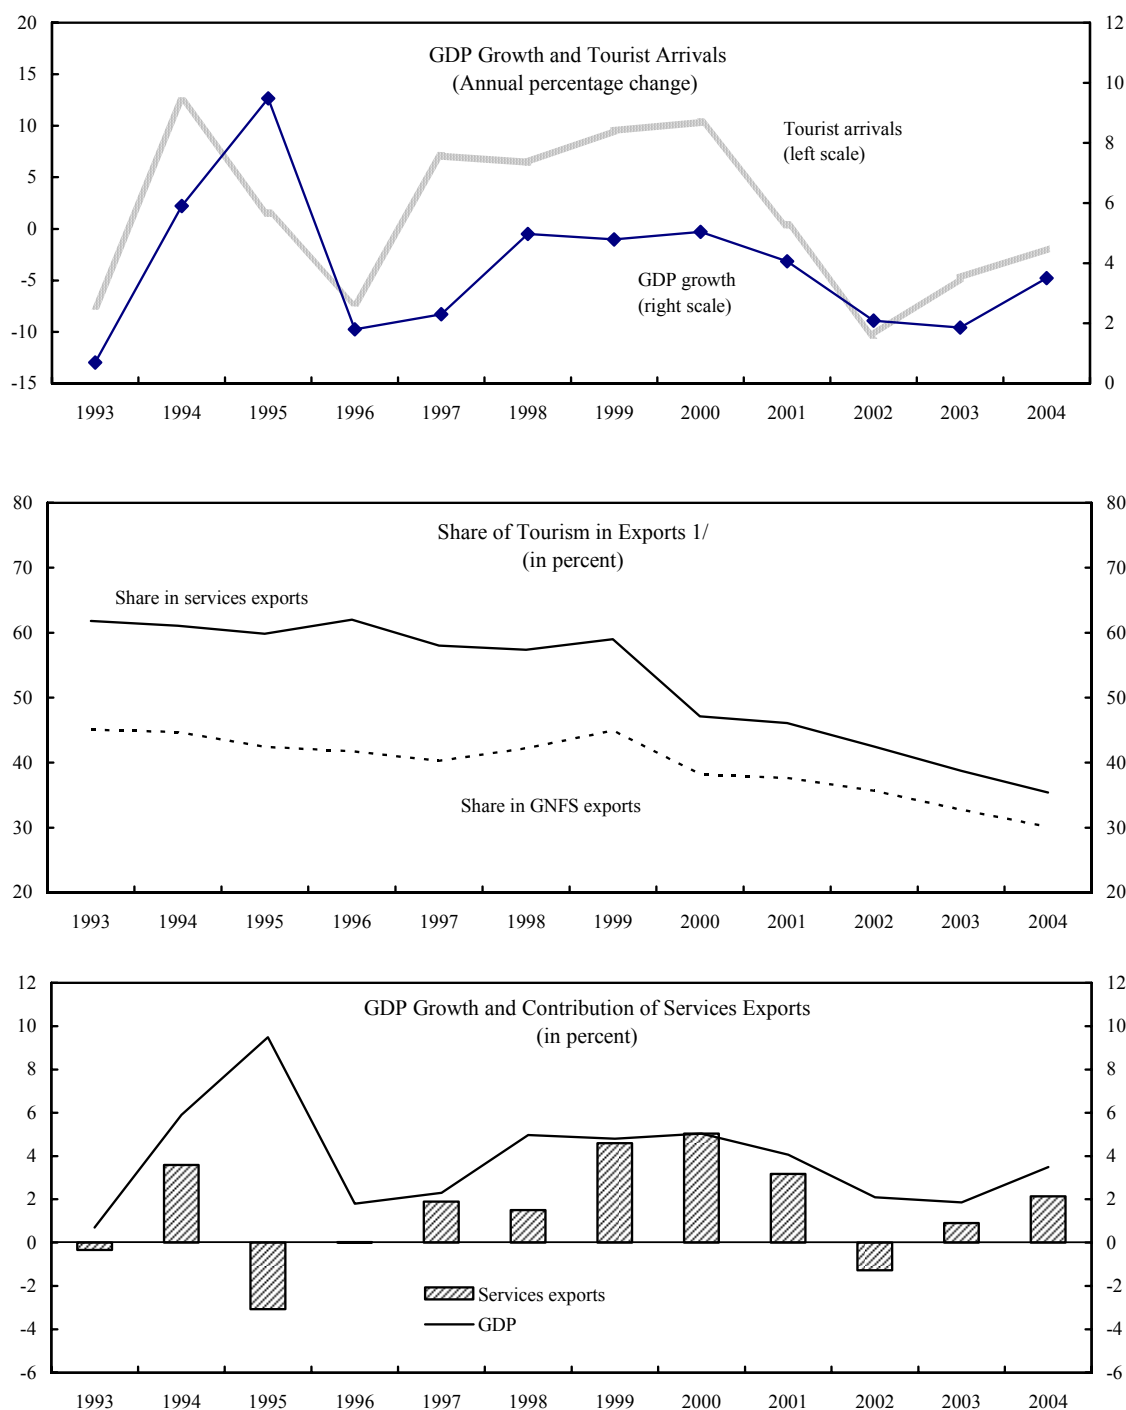 GDP Growth and Tourist Arrivals
(Annual percentage change)
20
15
10
5
0
-5
-10
-15
12
10
8
6
4
2
0
Tourist arrivals
(left scale)
GDP growth
(right scale)
1993 1994 1995 1996 1997 1998 1999 2000 2001 2002 2003 2004
Share of Tourism in Exports 1/
(in percent)
80
70
60
50
40
30
20
80
70
60
50
40
30
20
Share in services exports
Share in GNFS exports
1993 1994 1995 1996 1997 1998 1999 2000 2001 2002 2003 2004
GDP Growth and Contribution of Services Exports
(in percent)
12
10
8
6
4
2
0
-2
-4
-6
12
10
8
6
4
2
0
-2
-4
-6
Services exports
GDP
1993 1994 1995 1996 1997 1998 1999 2000 2001 2002 2003 2004